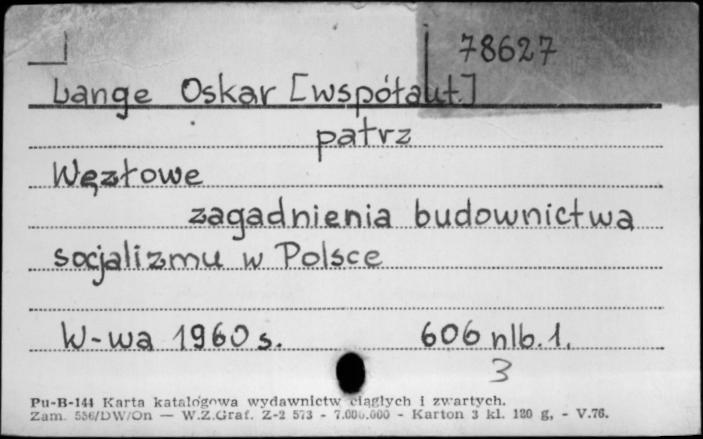 78627
Lange Oskar [współaut.]
patrz
Węzłowe
zagadnienia budownictwa
socjalizmu w Polsce
W-wa 1960 s. 606 nlb. 1.
3
Pu-B-144 Karta katalogowa wydawnictw ciągłych i zwartych.
Zam. 556/DW/On — W.Z.Graf. Z-2 573 - 7.000.000 - Karton 3 kl. 120 g, - V.76.